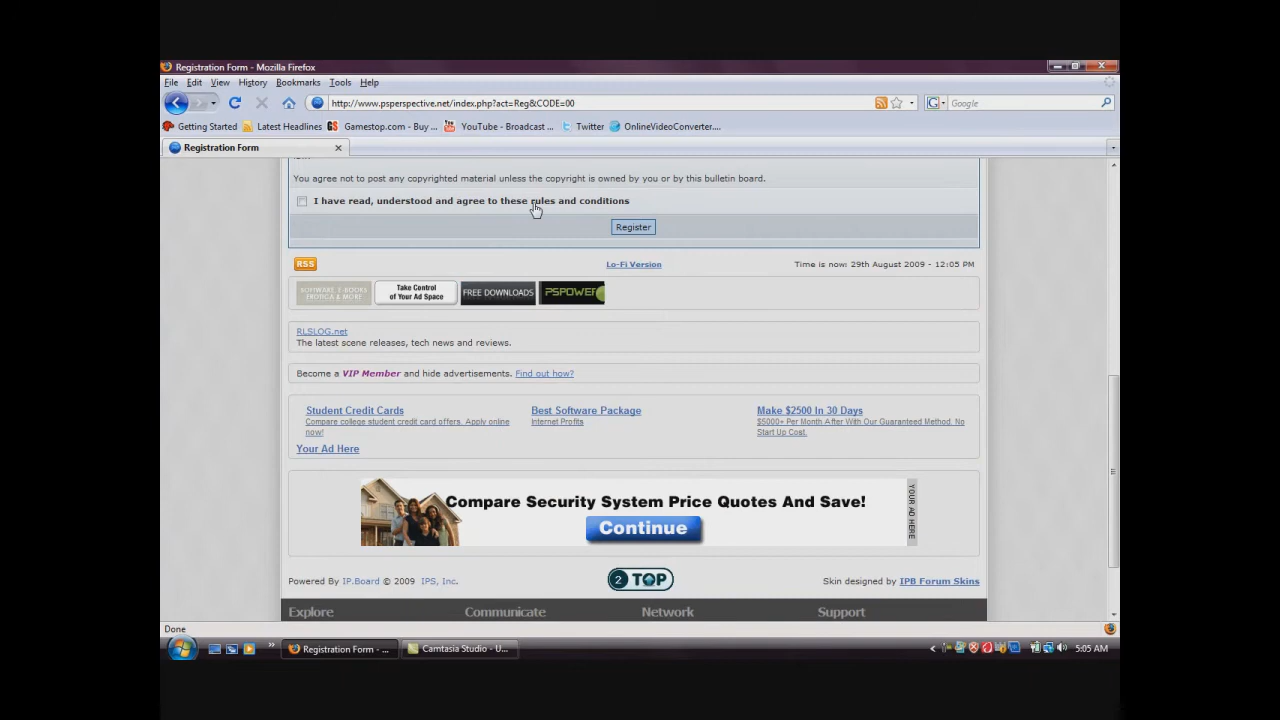 Registration Form - Mozilla Firefox
File Edit View History Bookmarks Tools Help
http://www.psperspective.net/index.php?act=Reg&CODE=00
Google
Getting Started Latest Headlines Gamestop.com - Buy ... YouTube - Broadcast ... Twitter OnlineVideoConverter....
Registration Form
You agree not to post any copyrighted material unless the copyright is owned by you or by this bulletin board.
I have read, understood and agree to these rules and conditions
Register
RSS Lo-Fi Version Time is now: 29th August 2009 - 12:05 PM
SOFTWARE E-BOOKS
EROTICA & MORE
Take Control
of Your Ad Space
FREE DOWNLOADS
PSPOWER
RLSLOG.net
The latest scene releases, tech news and reviews.
Become a VIP Member and hide advertisements. Find out how?
Student Credit Cards
Compare college student credit card offers. Apply online
now!
Best Software Package
Internet Profits
Make $2500 In 30 Days
$5000+ Per Month After With Our Guaranteed Method. No
Start Up Cost.
Your Ad Here
Compare Security System Price Quotes And Save!
Continue
YOUR AD HERE
Powered By IP.Board © 2009 IPS, Inc.
2 TOP
Skin designed by IPB Forum Skins
Explore Communicate Network Support
Done
Registration Form - ... Camtasia Studio - U... 5:05 AM